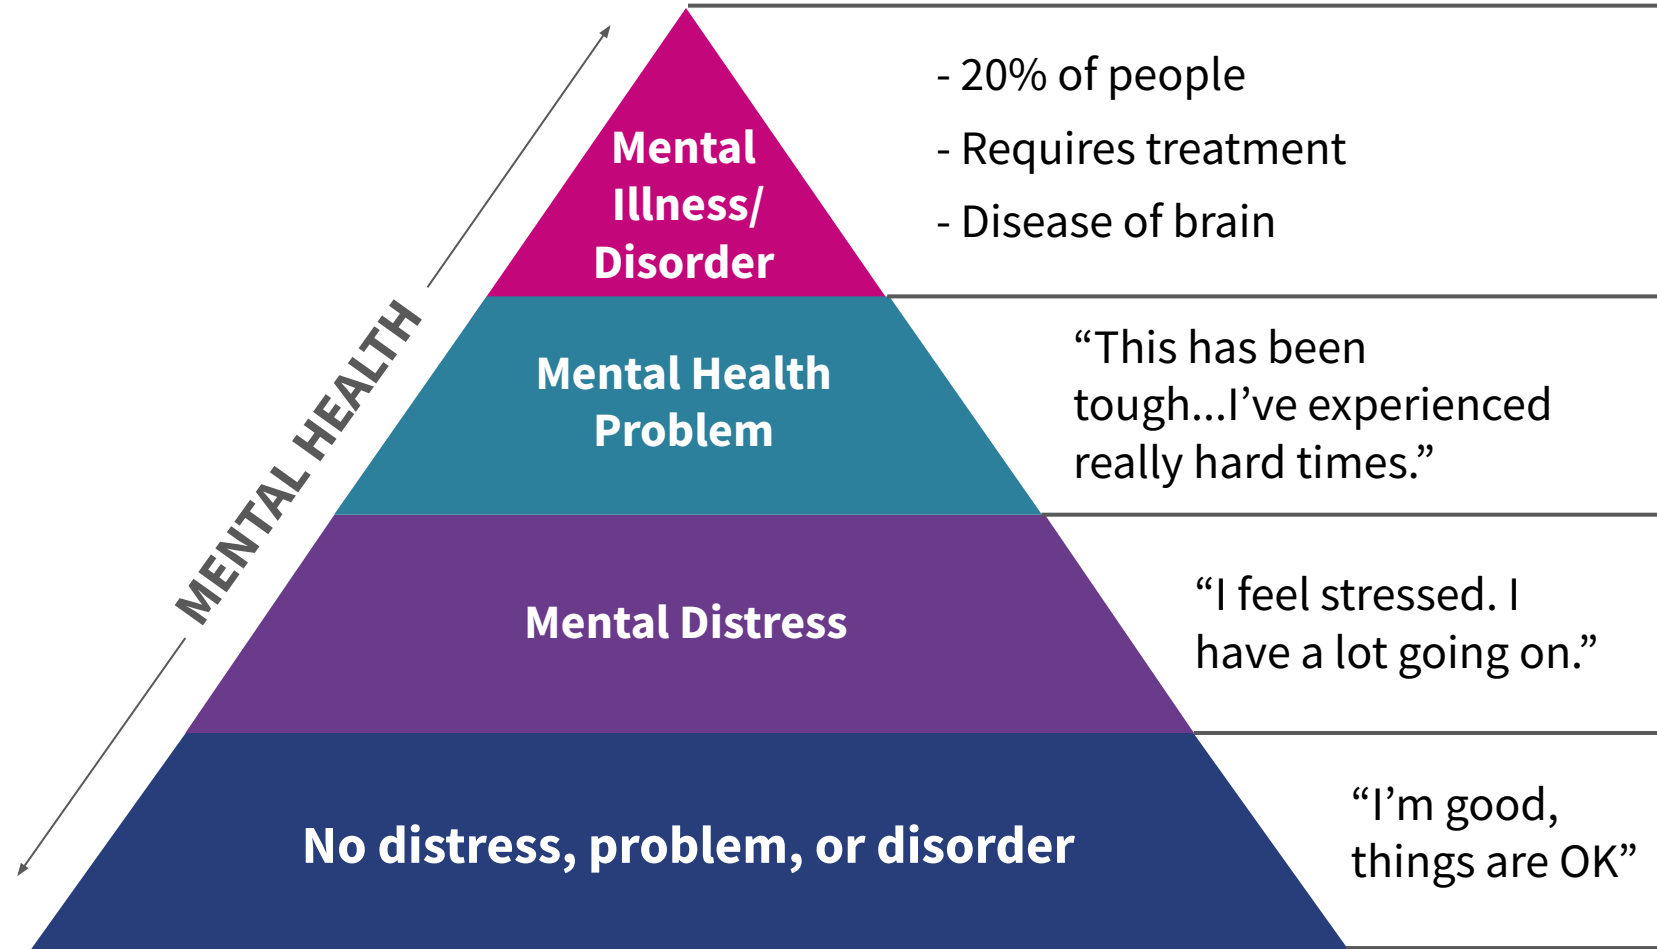 MENTAL HEALTH
Mental
Illness/
Disorder
- 20% of people
- Requires treatment
- Disease of brain
Mental Health
Problem
“This has been
tough...I’ve experienced
really hard times.”
Mental Distress
“I feel stressed. I
have a lot going on.”
No distress, problem, or disorder
“I’m good,
things are OK”